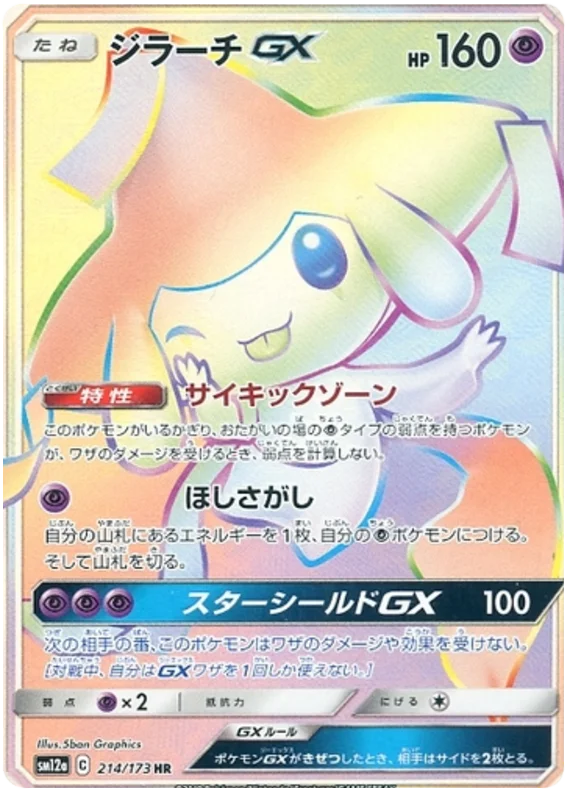 たね ジラーチGX HP 160
特性 サイキックゾーン
このポケモンがいるかぎり、おたがいの場の超タイプの弱点を持つポケモン
が、ワザのダメージを受けるとき、弱点を計算しない。
ほしさがし
自分の山札にあるエネルギーを1枚、自分の超ポケモンにつける。
そして山札を切る。
スターシールドGX 100
次の相手の番、このポケモンはワザのダメージや効果を受けない。
[対戦中、自分はGXワザを1回しか使えない。]
弱点 ×2 抵抗力 にげる
Illus.5ban Graphics
GXルール
ポケモンGXがきぜつしたとき、相手はサイドを2枚とる。
SM12a C 214/173 HR